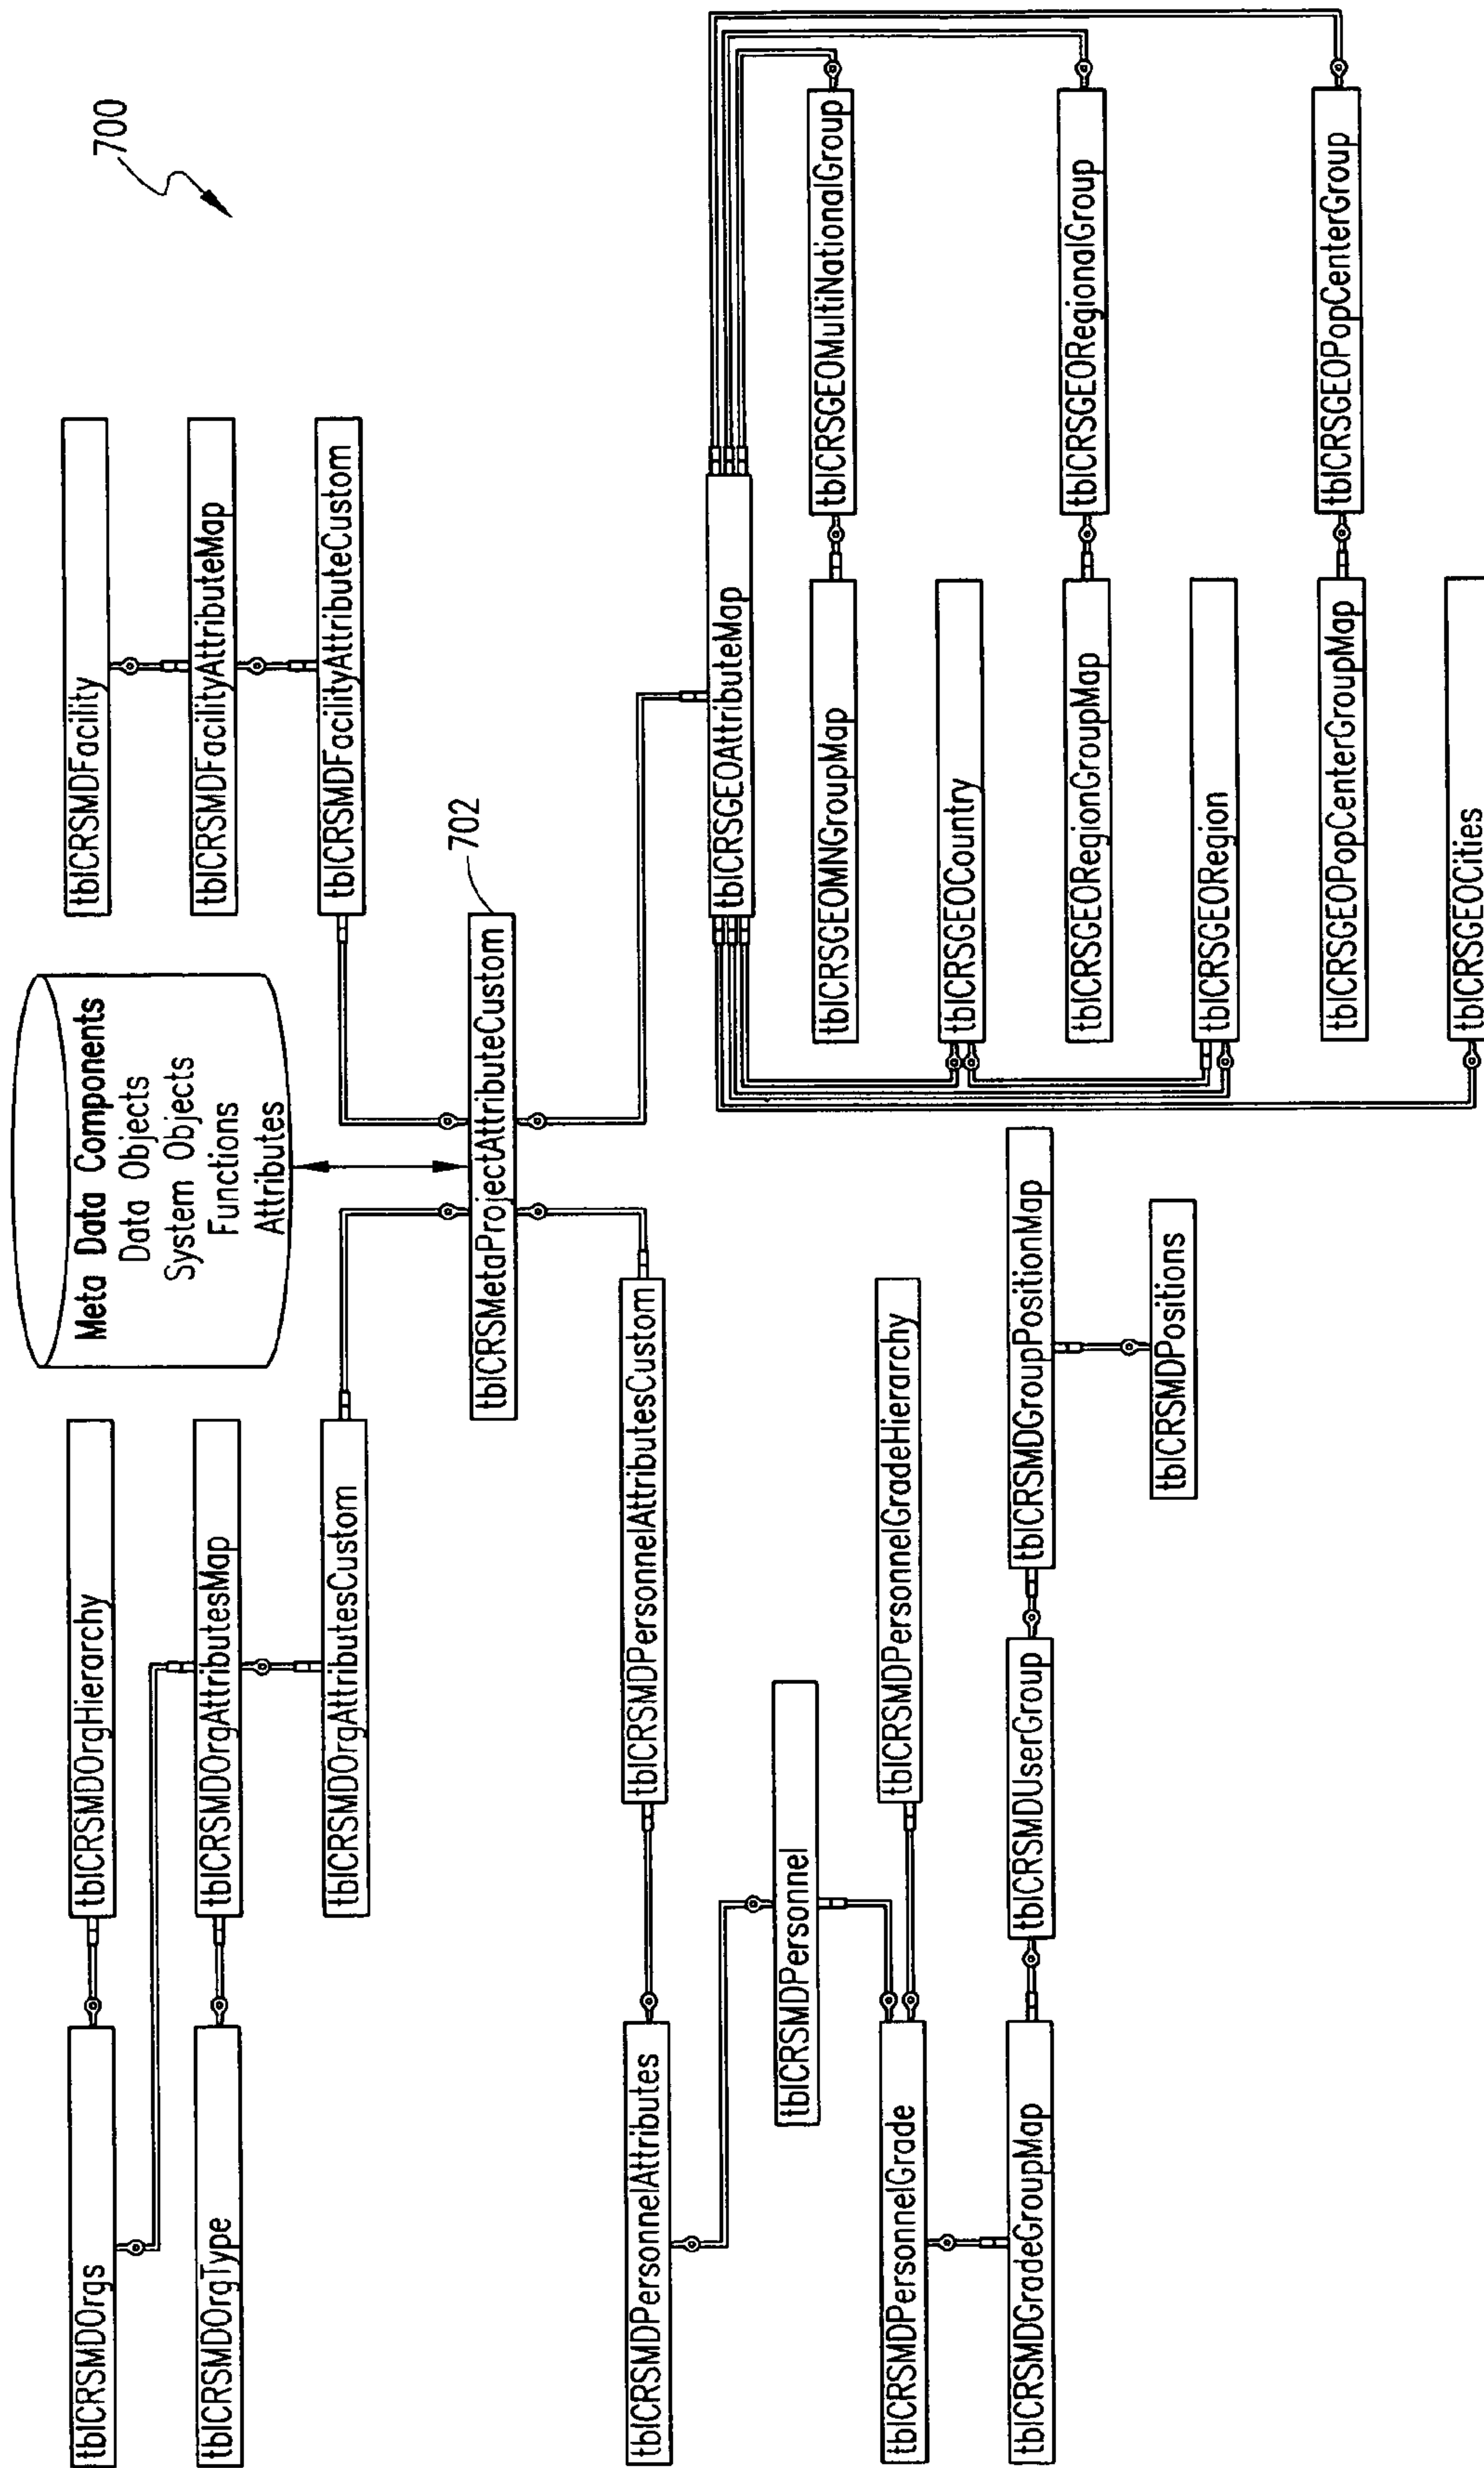 700
Meta Data Components
Data Objects
System Objects
Functions
Attributes
tblCRSMDOrgs
tblCRSMDOrgHierarchy
tblCRSMDFacility
tblCRSMDOrgType
tblCRSMDOrgAttributesMap
tblCRSMDFacilityAttributeMap
tblCRSMDOrgAttributesCustom
tblCRSMDFacilityAttributeCustom
702
tblCRSMetaProjectAttributeCustom
tblCRSMDPersonnelAttributes
tblCRSMDPersonnelAttributesCustom
tblCRSGEOAttributeMap
tblCRSMDPersonnel
tblCRSGEOMNGroupMap
tblCRSGEOMultiNationalGroup
tblCRSMDPersonnelGrade
tblCRSMDPersonnelGradeHierarchy
tblCRSGEOCountry
tblCRSMDGradeGroupMap
tblCRSMDUserGroup
tblCRSMDGroupPositionMap
tblCRSGEORegionGroupMap
tblCRSGEORegionalGroup
tblCRSMDPositions
tblCRSGEORegion
tblCRSGEOPopCenterGroupMap
tblCRSGEOPopCenterGroup
tblCRSGEOCities